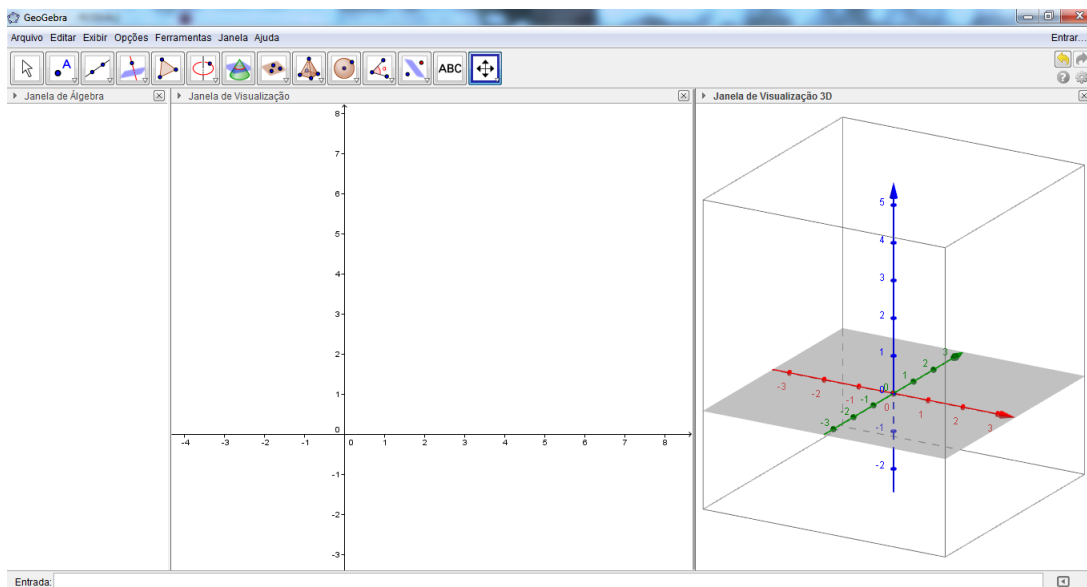 GeoGebra
Arquivo Editar Exibir Opções Ferramentas Janela Ajuda Entrar...
A ABC
Janela de Álgebra Janela de Visualização Janela de Visualização 3D
8
7
6
5
4
3
2
1
0
-4 -3 -2 -1 0 1 2 3 4 5 6 7 8
-1
-2
-3
5
4
3
2
1
0
-1
-2
-3 -2 -1 0 1 2 3
-3 -2 -1 0 1 2 3
Entrada: